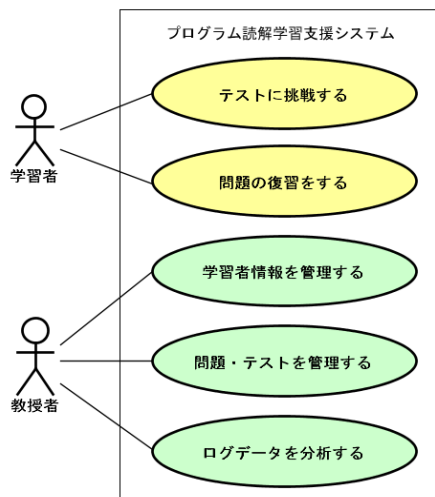 プログラム読解学習支援システム
テストに挑戦する
学習者
問題の復習をする
学習者情報を管理する
教授者
問題・テストを管理する
ログデータを分析する